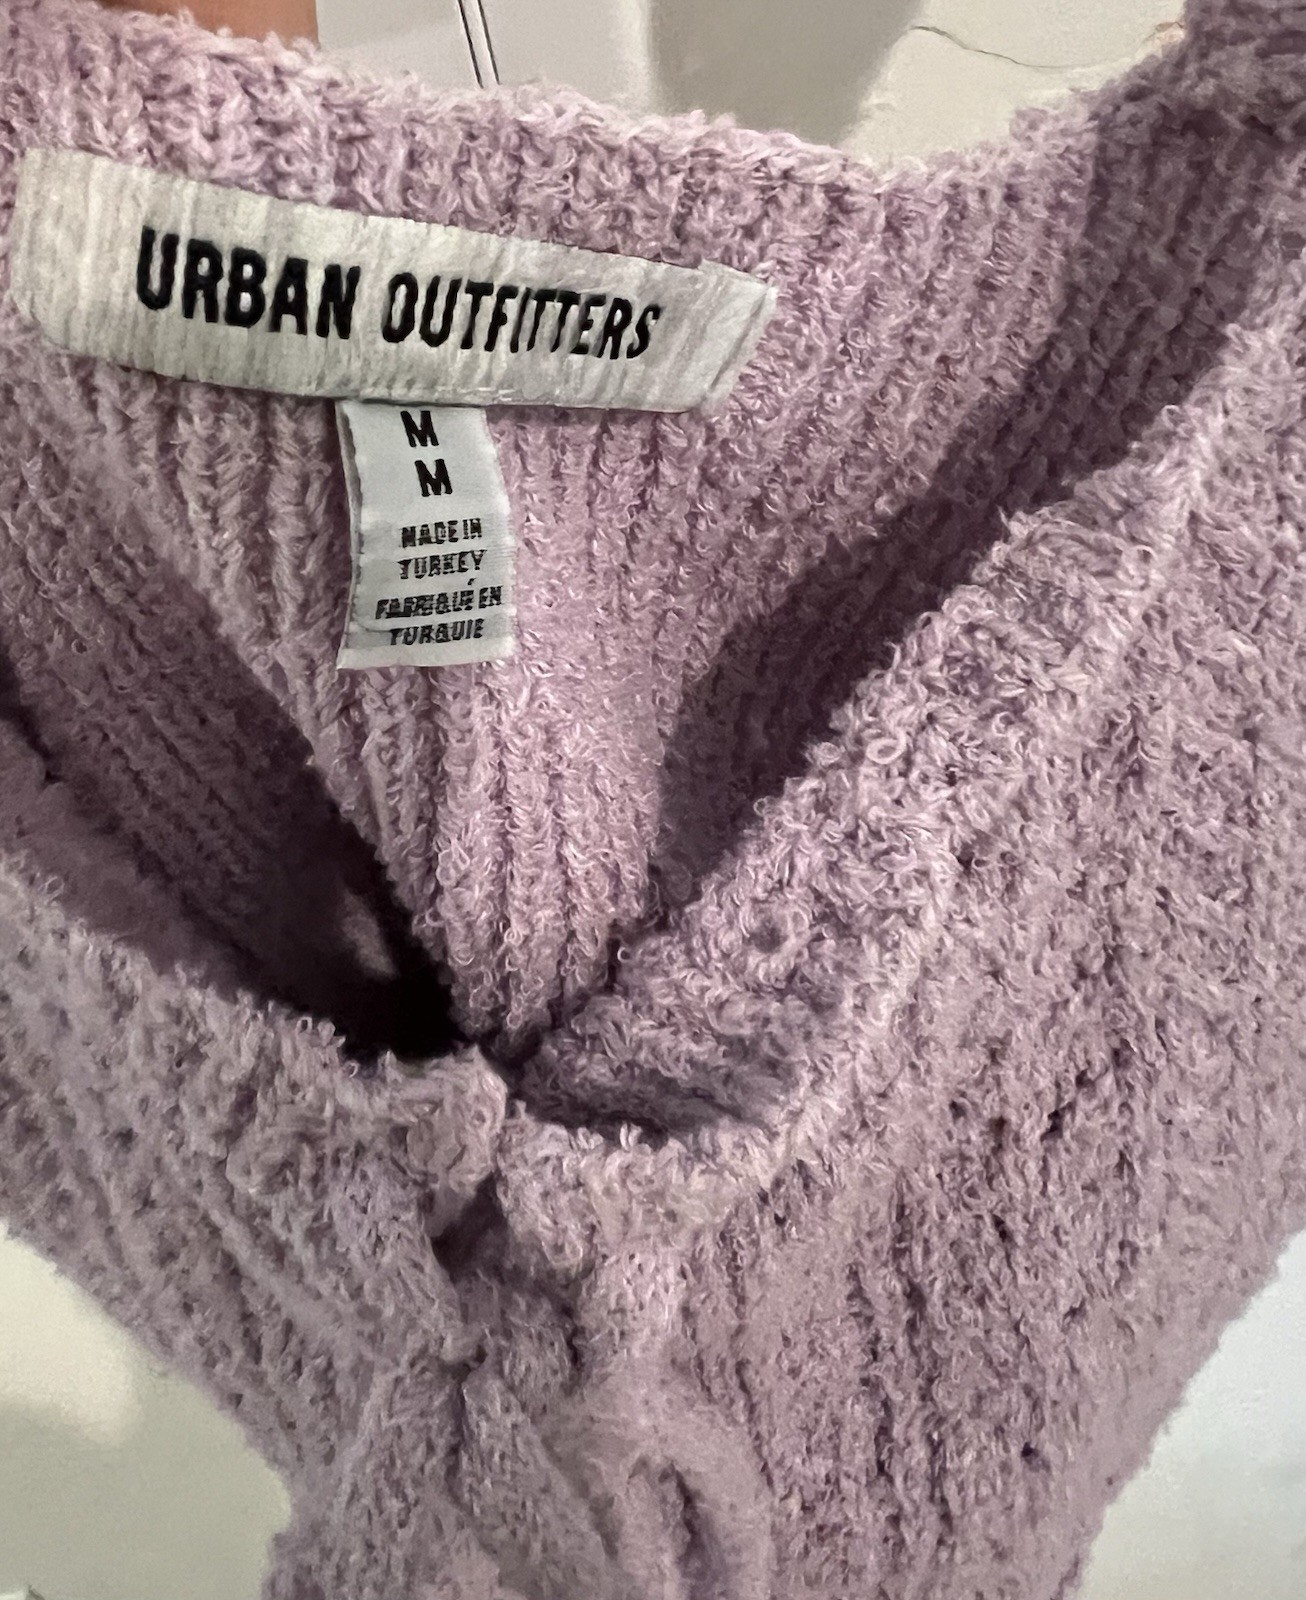 URBAN OUTFITTERS
M
M
MADE IN
TURKEY
FABRIQUÉ EN
TURQUIE